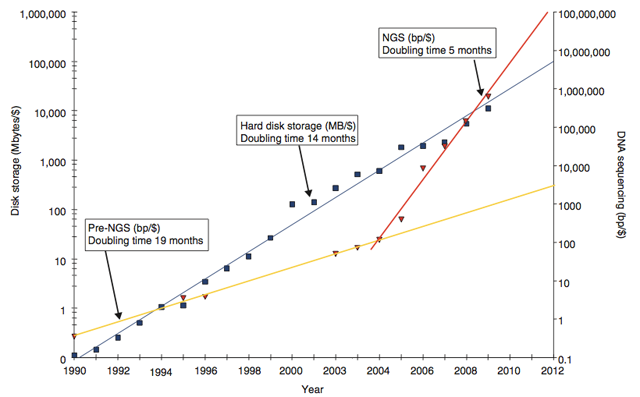 1,000,000
100,000
10,000
1,000
100
10
1
0
Disk storage (Mbytes/$)
NGS (bp/$)
Doubling time 5 months
Hard disk storage (MB/$)
Doubling time 14 months
Pre-NGS (bp/$)
Doubling time 19 months
100,000,000
10,000,000
1,000,000
100,000
10,000
1000
100
10
1
0.1
DNA sequencing (bp/$)
1990 1992 1994 1996 1998 2000 2003 2004 2006 2008 2010 2012
Year